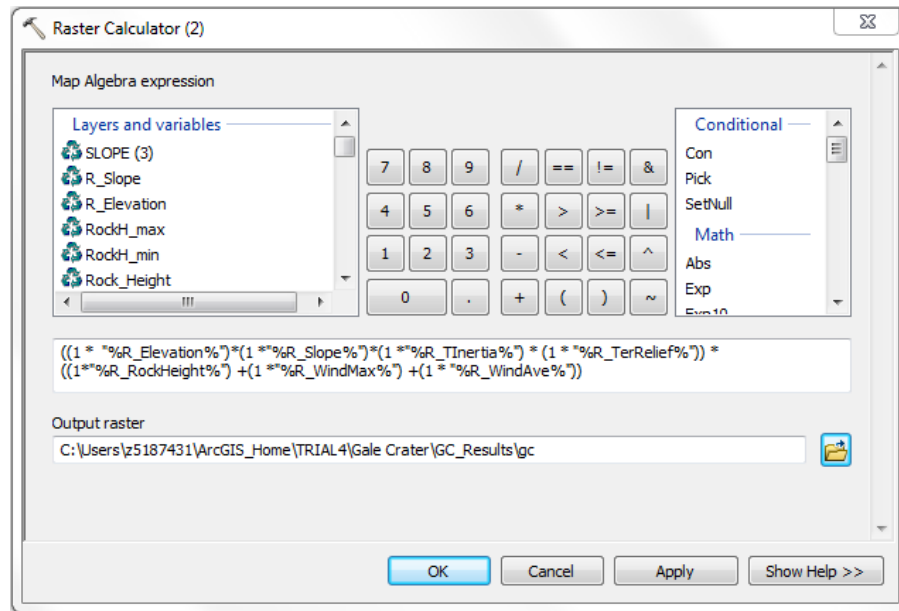 Raster Calculator (2)
Map Algebra expression
Layers and variables
SLOPE (3)
R_Slope
R_Elevation
RockH_max
RockH_min
Rock_Height
7 8 9 / == != &
4 5 6 * > >= |
1 2 3 - < <= ^
0 . + ( ) ~
Conditional
Con
Pick
SetNull
Math
Abs
Exp
Exp10
((1 * "%R_Elevation%")*(1 *"%R_Slope%")*(1 *"%R_TInertia%") * (1 * "%R_TerRelief%")) *
((1*"%R_RockHeight%") +(1 *"%R_WindMax%") +(1 * "%R_WindAve%"))
Output raster
C:\Users\z5187431\ArcGIS_Home\TRIAL4\Gale Crater\GC_Results\gc
OK Cancel Apply Show Help >>